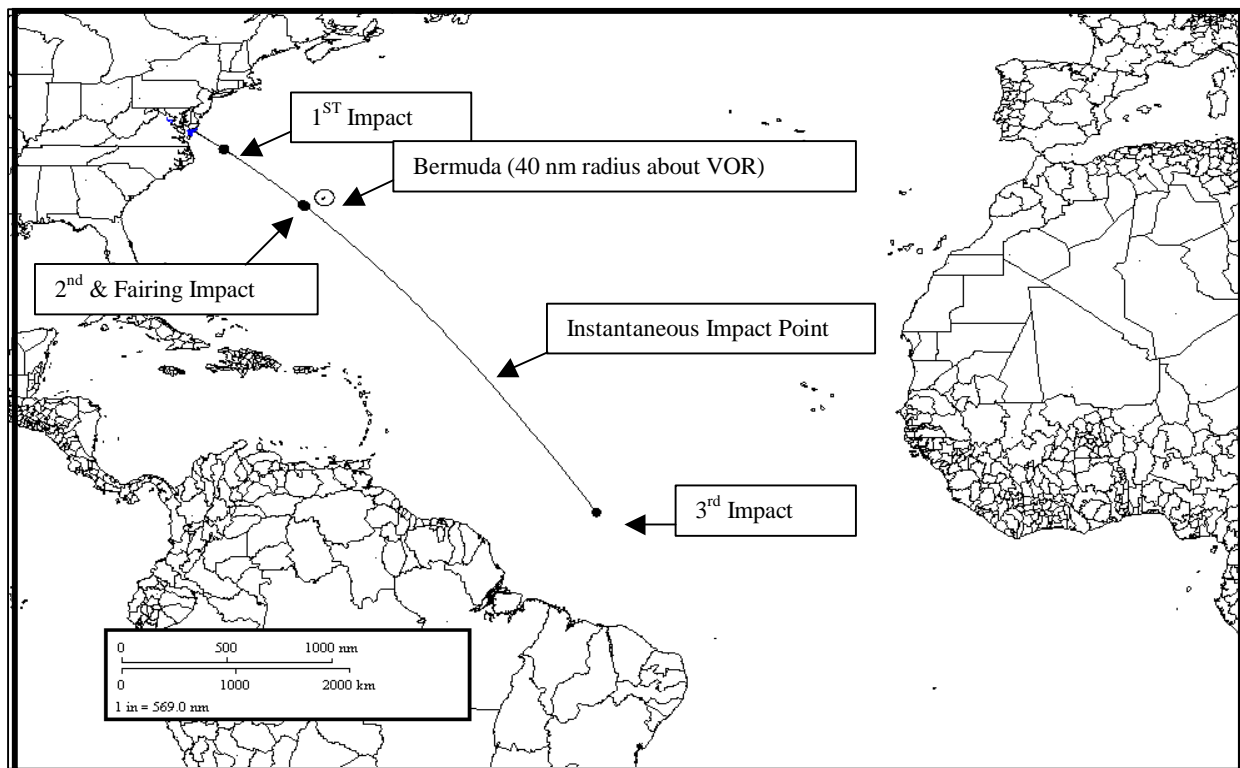 1ST Impact
Bermuda (40 nm radius about VOR)
2nd & Fairing Impact
Instantaneous Impact Point
3rd Impact
0 500 1000 nm
0 1000 2000 km
1 in = 569.0 nm